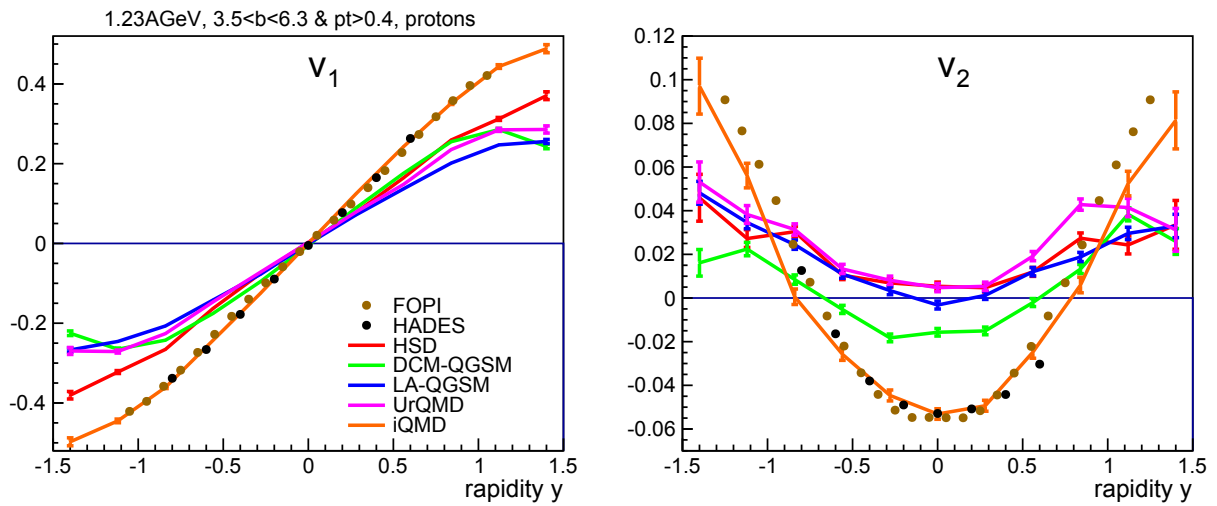 1.23AGeV, 3.5<b<6.3 & pt>0.4, protons
v1
0.4
0.2
0
-0.2
-0.4
FOPI
HADES
HSD
DCM-QGSM
LA-QGSM
UrQMD
iQMD
-1.5 -1 -0.5 0 0.5 1 1.5
rapidity y
v2
0.12
0.1
0.08
0.06
0.04
0.02
0
-0.02
-0.04
-0.06
-1.5 -1 -0.5 0 0.5 1 1.5
rapidity y